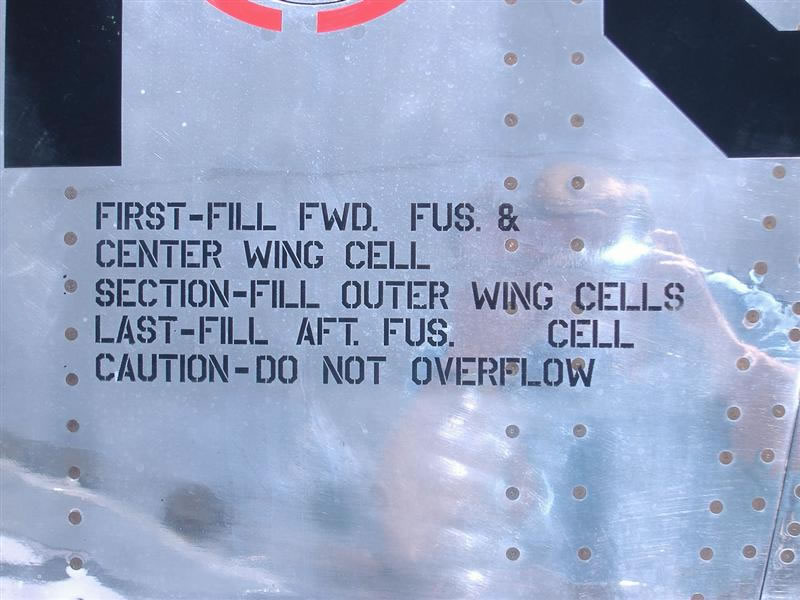 FIRST-FILL FWD. FUS. &
CENTER WING CELL
SECTION-FILL OUTER WING CELLS
LAST-FILL AFT. FUS. CELL
CAUTION-DO NOT OVERFLOW